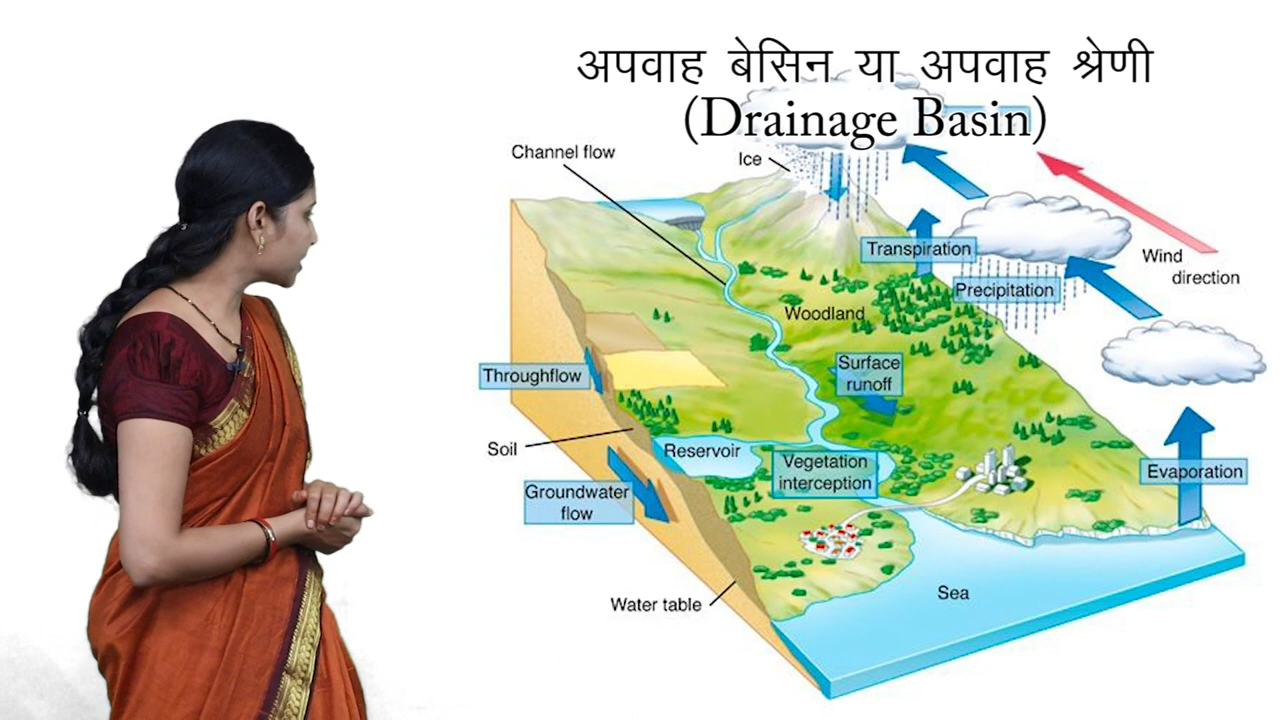 अपवाह बेसिन या अपवाह श्रेणी
(Drainage Basin)
Channel flow
Ice
Transpiration
Wind
direction
Precipitation
Woodland
Surface
runoff
Throughflow
Soil
Reservoir
Vegetation
interception
Evaporation
Groundwater
flow
Sea
Water table